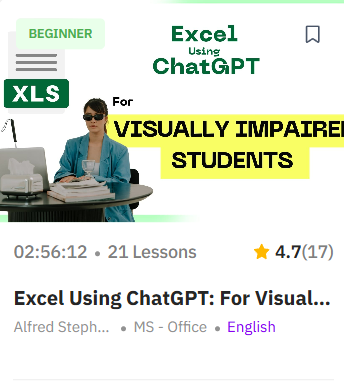 BEGINNER
Excel
Using
ChatGPT
XLS
For
VISUALLY IMPAIRE
STUDENTS
02:56:12 • 21 Lessons
4.7(17)
Excel Using ChatGPT: For Visual...
Alfred Steph... • MS - Office • English